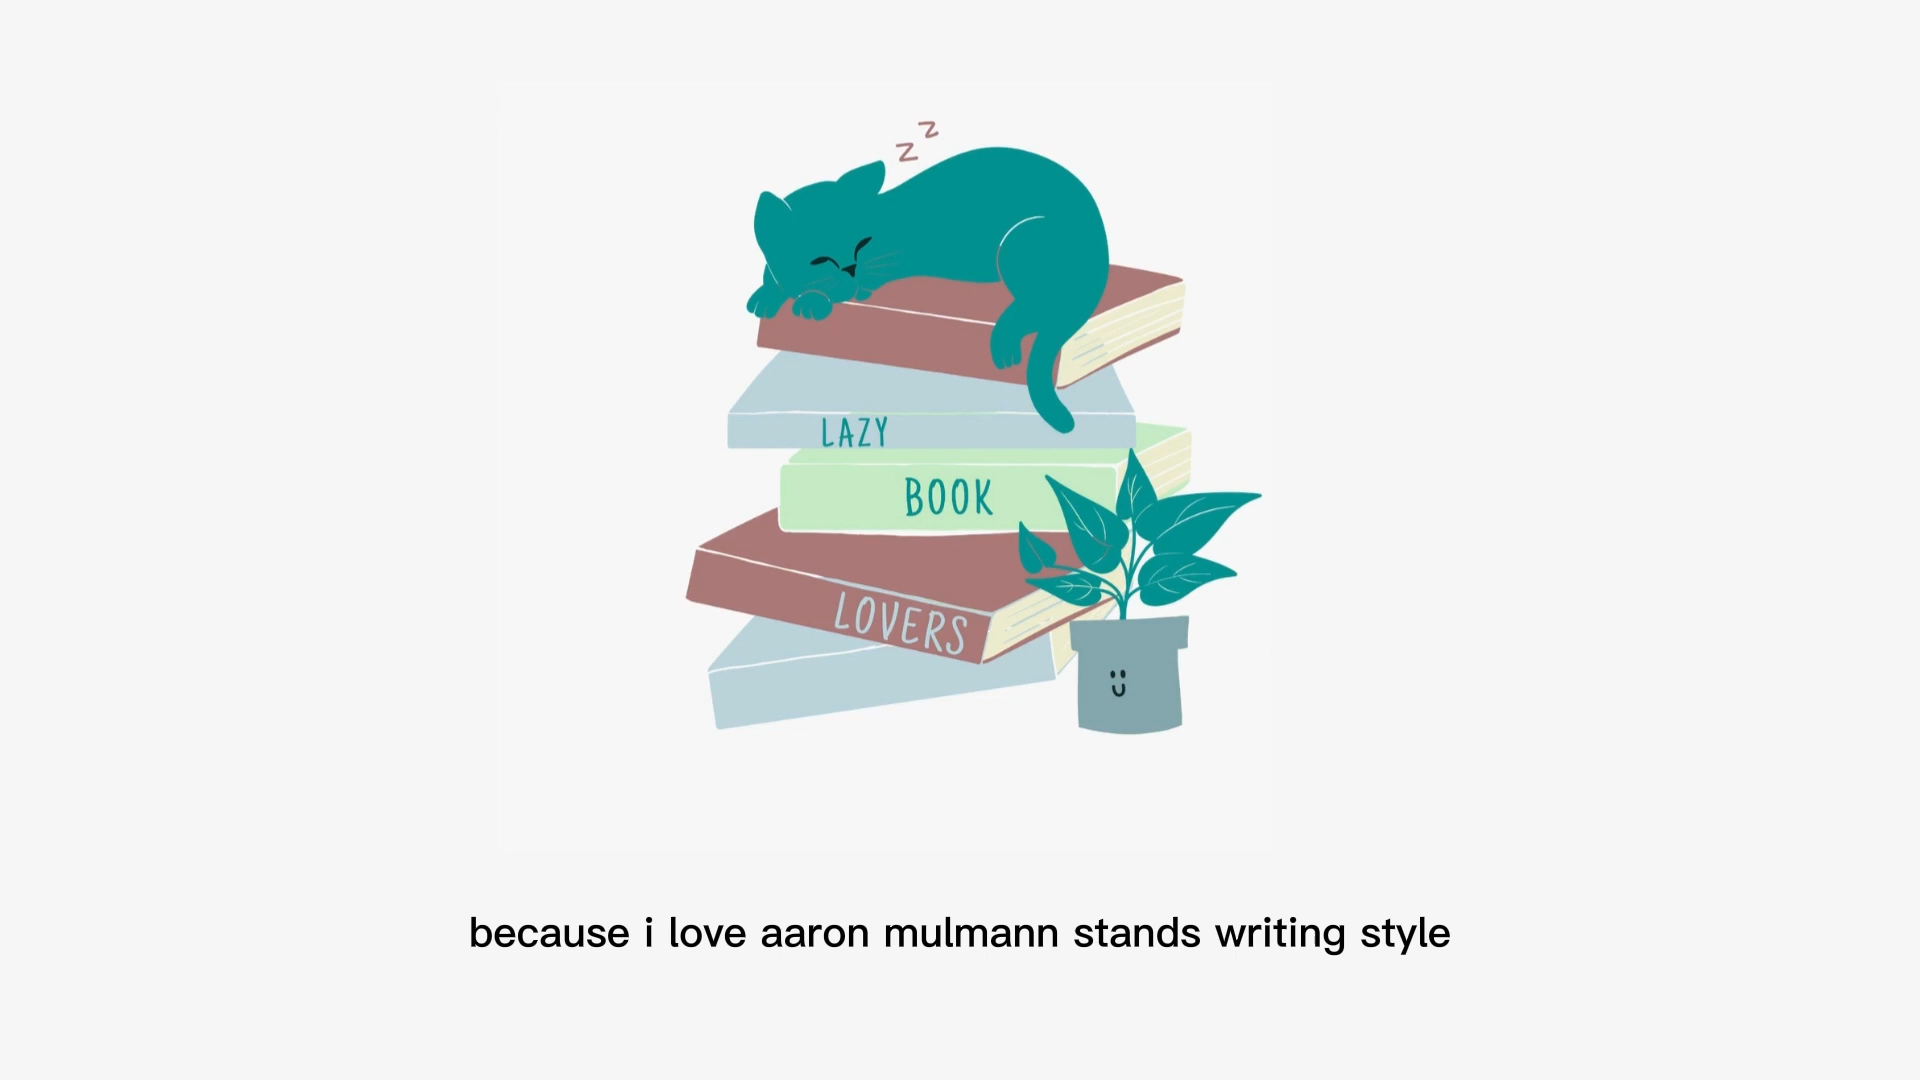 z
z
LAZY
BOOK
LOVERS
because i love aaron mulmann stands writing style